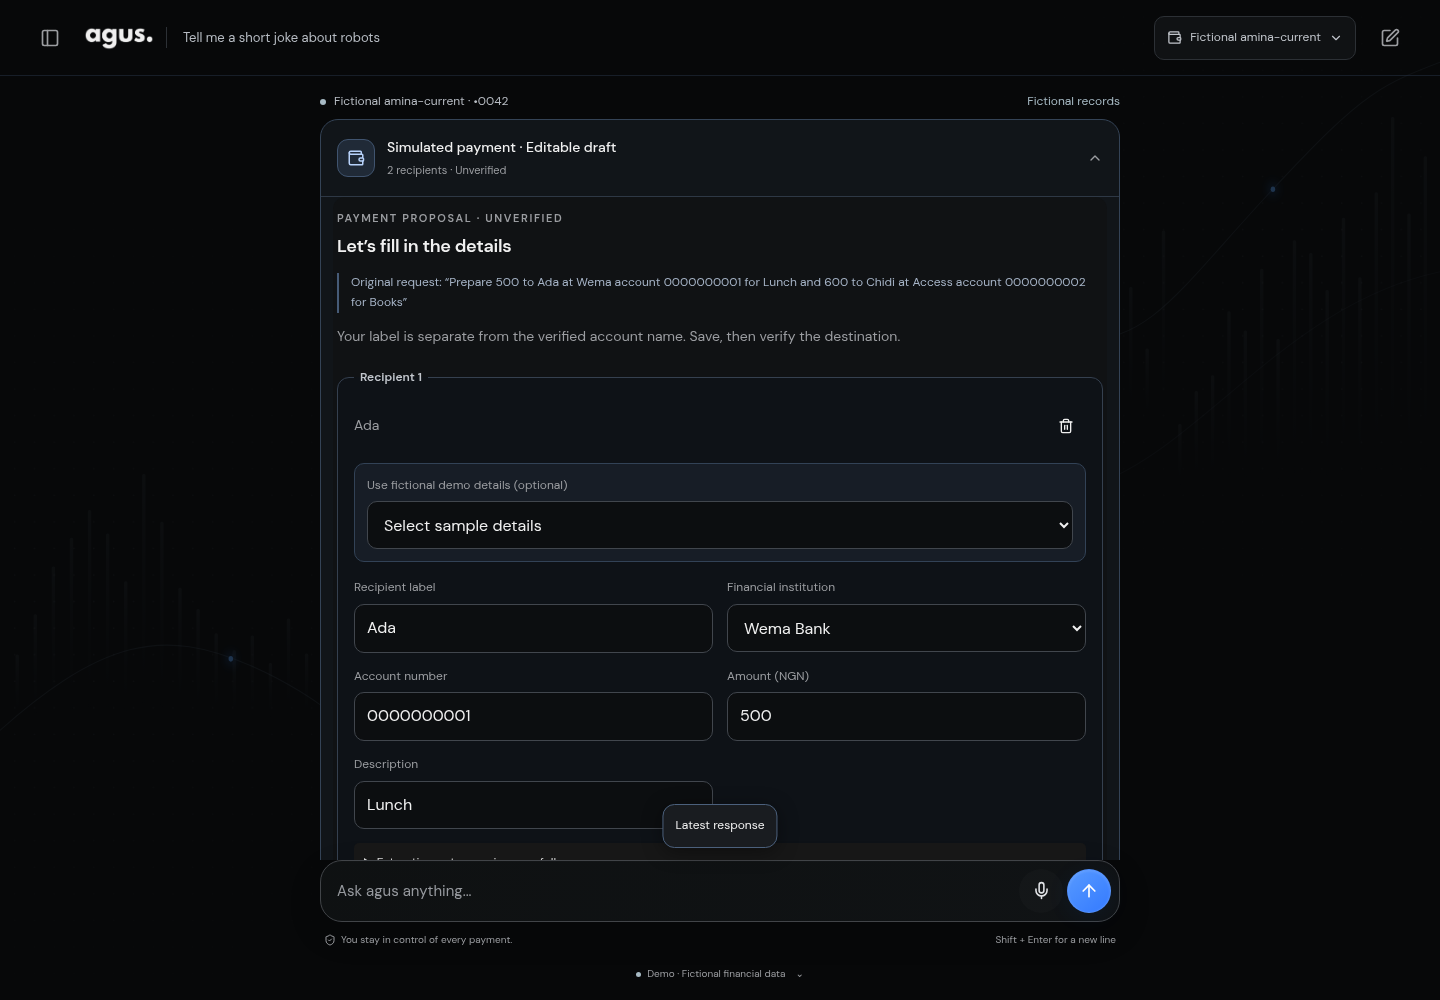 agus.
Tell me a short joke about robots
Fictional amina-current
Fictional amina-current · •0042
Fictional records
Simulated payment · Editable draft
2 recipients · Unverified
PAYMENT PROPOSAL · UNVERIFIED
Let’s fill in the details
Original request: “Prepare 500 to Ada at Wema account 0000000001 for Lunch and 600 to Chidi at Access account 0000000002
for Books”
Your label is separate from the verified account name. Save, then verify the destination.
Recipient 1
Ada
Use fictional demo details (optional)
Select sample details
Recipient label
Financial institution
Ada
Wema Bank
Account number
Amount (NGN)
0000000001
500
Description
Lunch
Latest response
Ask agus anything...
You stay in control of every payment.
Shift + Enter for a new line
Demo · Fictional financial data